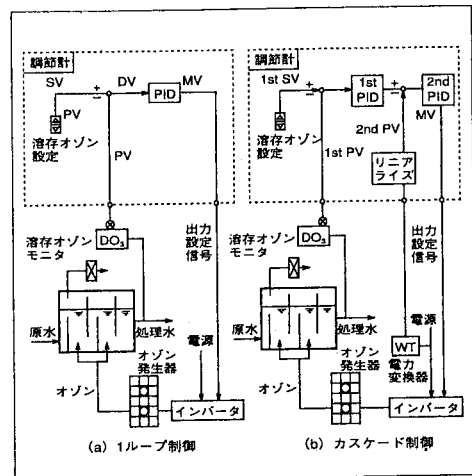 調節計
SV
DV
MV
PV
PID
溶存オゾン
設定
PV
溶存オゾン
モニタ
DO₃
出力
設定
信号
原水
処理水
電源
オゾン
発生器
オゾン
インバータ
(a) 1ループ制御
調節計
1st SV
1st
PID
2nd
PID
MV
2nd PV
溶存オゾン
設定
1st PV
リニア
ライズ
溶存オゾン
モニタ
DO₃
出力
設定
信号
原水
処理水
電源
WT
電力
変換器
オゾン
発生器
オゾン
インバータ
(b) カスケード制御